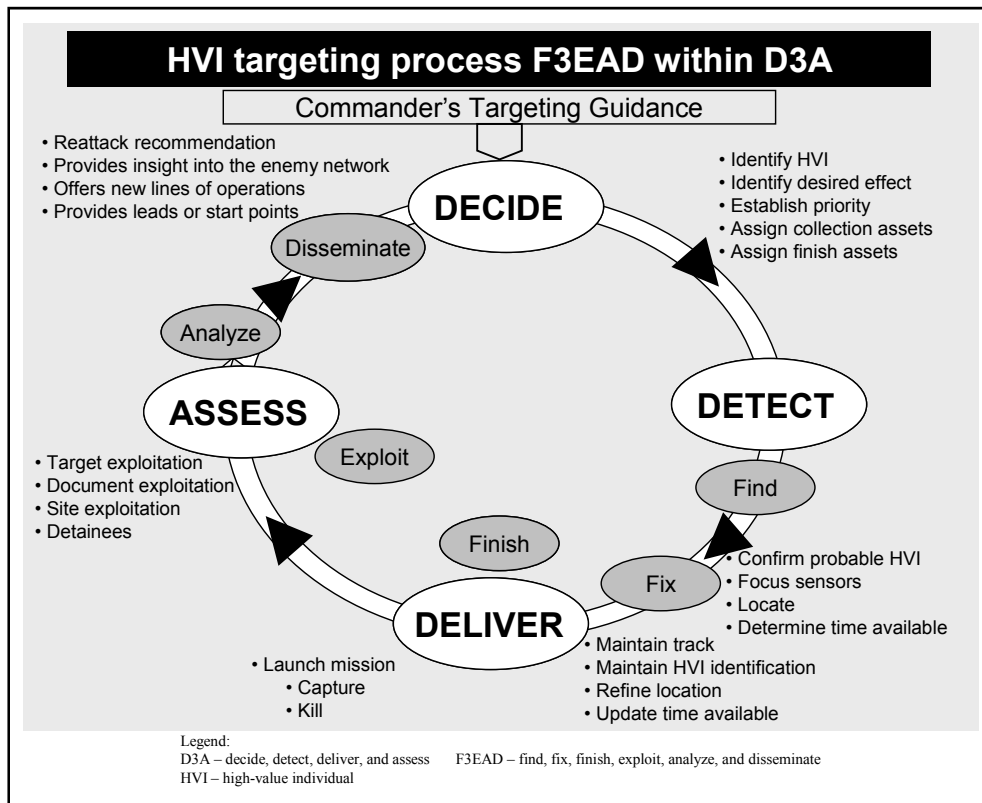 HVI targeting process F3EAD within D3A
Commander's Targeting Guidance
• Reattack recommendation
• Provides insight into the enemy network
• Offers new lines of operations
• Provides leads or start points
DECIDE
• Identify HVI
• Identify desired effect
• Establish priority
• Assign collection assets
• Assign finish assets
Disseminate
Analyze
ASSESS
DETECT
Exploit
• Target exploitation
• Document exploitation
• Site exploitation
• Detainees
Find
Finish
• Confirm probable HVI
• Focus sensors
• Locate
• Determine time available
Fix
DELIVER
• Launch mission
• Capture
• Kill
• Maintain track
• Maintain HVI identification
• Refine location
• Update time available
Legend:
D3A – decide, detect, deliver, and assess F3EAD – find, fix, finish, exploit, analyze, and disseminate
HVI – high-value individual